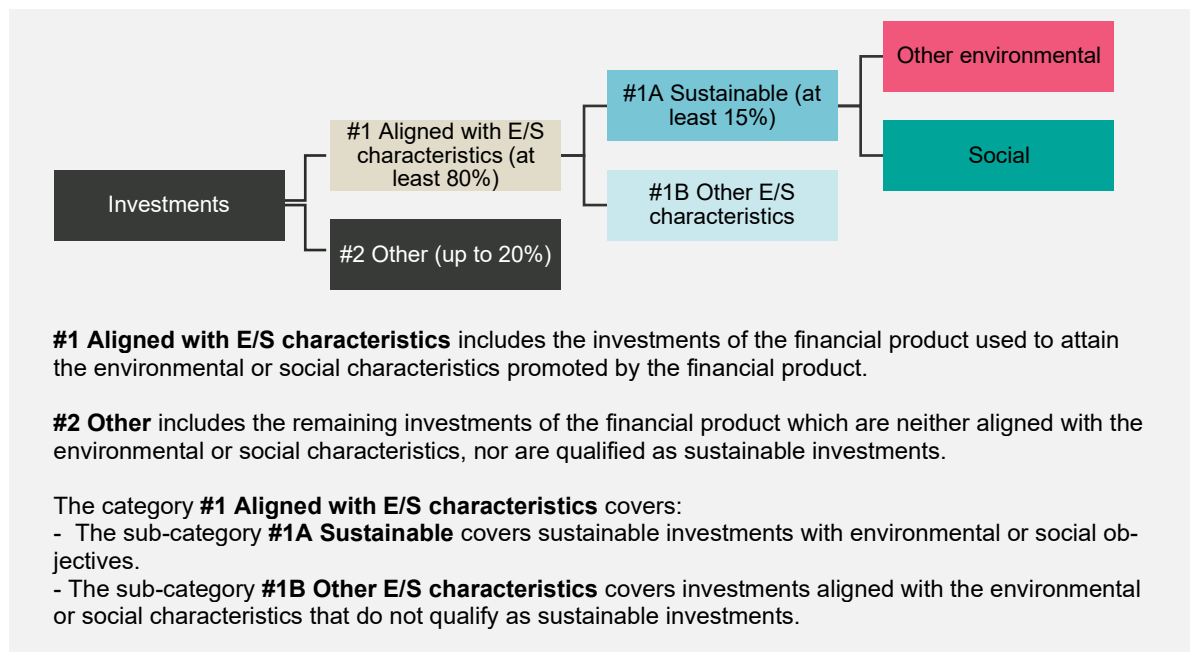 Other environmental
#1A Sustainable (at
least 15%)
#1 Aligned with E/S
characteristics (at
least 80%)
Social
Investments
#1B Other E/S
characteristics
#2 Other (up to 20%)
#1 Aligned with E/S characteristics includes the investments of the financial product used to attain
the environmental or social characteristics promoted by the financial product.
#2 Other includes the remaining investments of the financial product which are neither aligned with the
environmental or social characteristics, nor are qualified as sustainable investments.
The category #1 Aligned with E/S characteristics covers:
- The sub-category #1A Sustainable covers sustainable investments with environmental or social ob-
jectives.
- The sub-category #1B Other E/S characteristics covers investments aligned with the environmental
or social characteristics that do not qualify as sustainable investments.